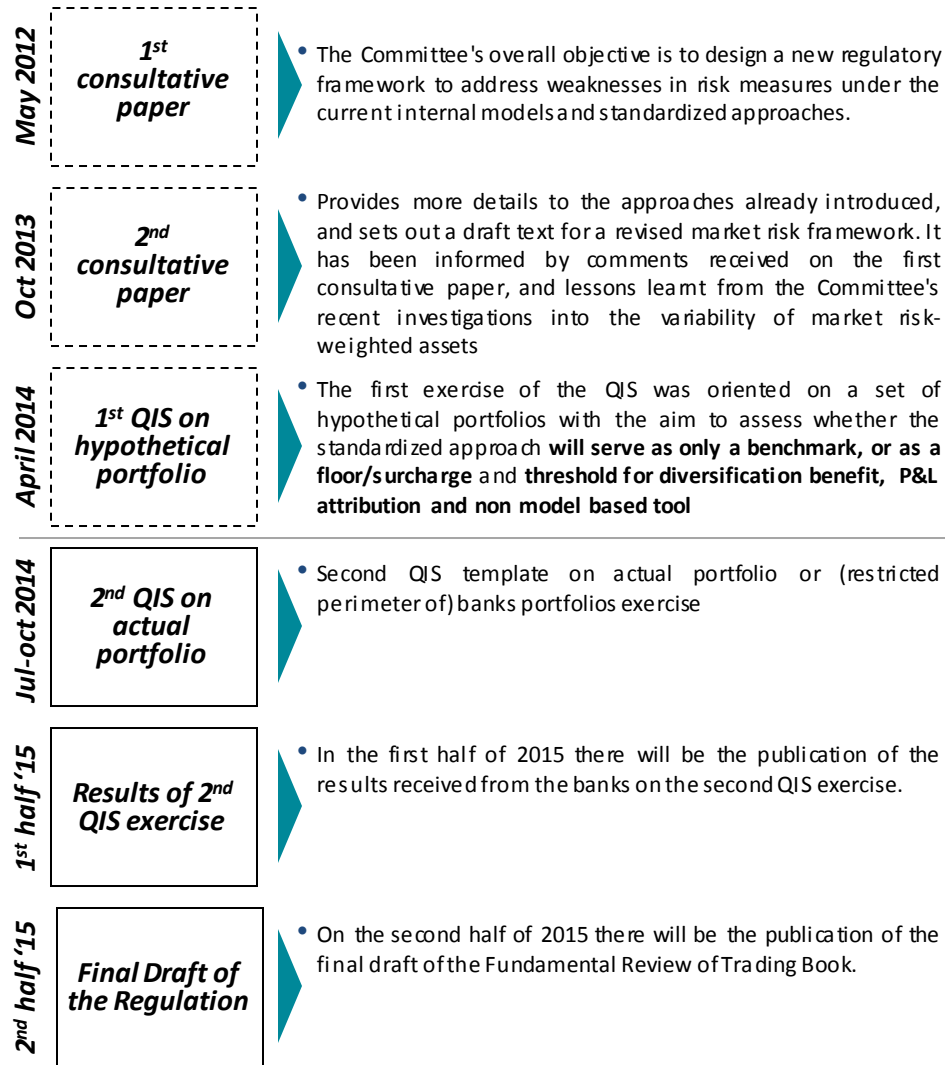 May 2012
1st
consultative
paper
• The Committee's overall objective is to design a new regulatory
framework to address weaknesses in risk measures under the
current internal models and standardized approaches.
Oct 2013
2nd
consultative
paper
• Provides more details to the approaches already introduced,
and sets out a draft text for a revised market risk framework. It
has been informed by comments received on the first
consultative paper, and lessons learnt from the Committee's
recent investigations into the variability of market risk-
weighted assets
April 2014
1st QIS on
hypothetical
portfolio
• The first exercise of the QIS was oriented on a set of
hypothetical portfolios with the aim to assess whether the
standardized approach will serve as only a benchmark, or as a
floor/surcharge and threshold for diversification benefit, P&L
attribution and non model based tool
Jul-oct 2014
2nd QIS on
actual
portfolio
• Second QIS template on actual portfolio or (restricted
perimeter of) banks portfolios exercise
1st half ‘15
Results of 2nd
QIS exercise
• In the first half of 2015 there will be the publication of the
results received from the banks on the second QIS exercise.
2nd half ‘15
Final Draft of
the Regulation
• On the second half of 2015 there will be the publication of the
final draft of the Fundamental Review of Trading Book.